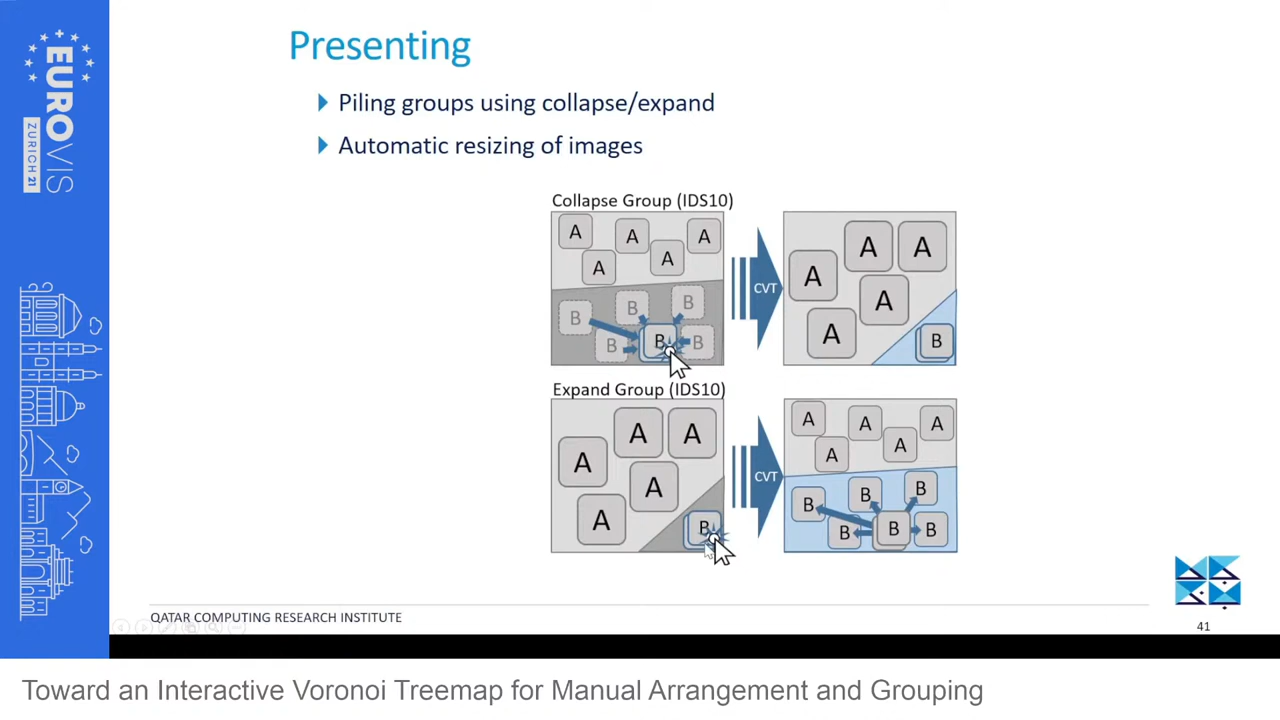 EUROVIS
ZURICH 21
Presenting
Piling groups using collapse/expand
Automatic resizing of images
Collapse Group (IDS10)
A A A A A
B B B B B B
CVT
A A A A A
B
Expand Group (IDS10)
A A A A A
B
CVT
A A A A A
B B B B B B
QATAR COMPUTING RESEARCH INSTITUTE
41
Toward an Interactive Voronoi Treemap for Manual Arrangement and Grouping